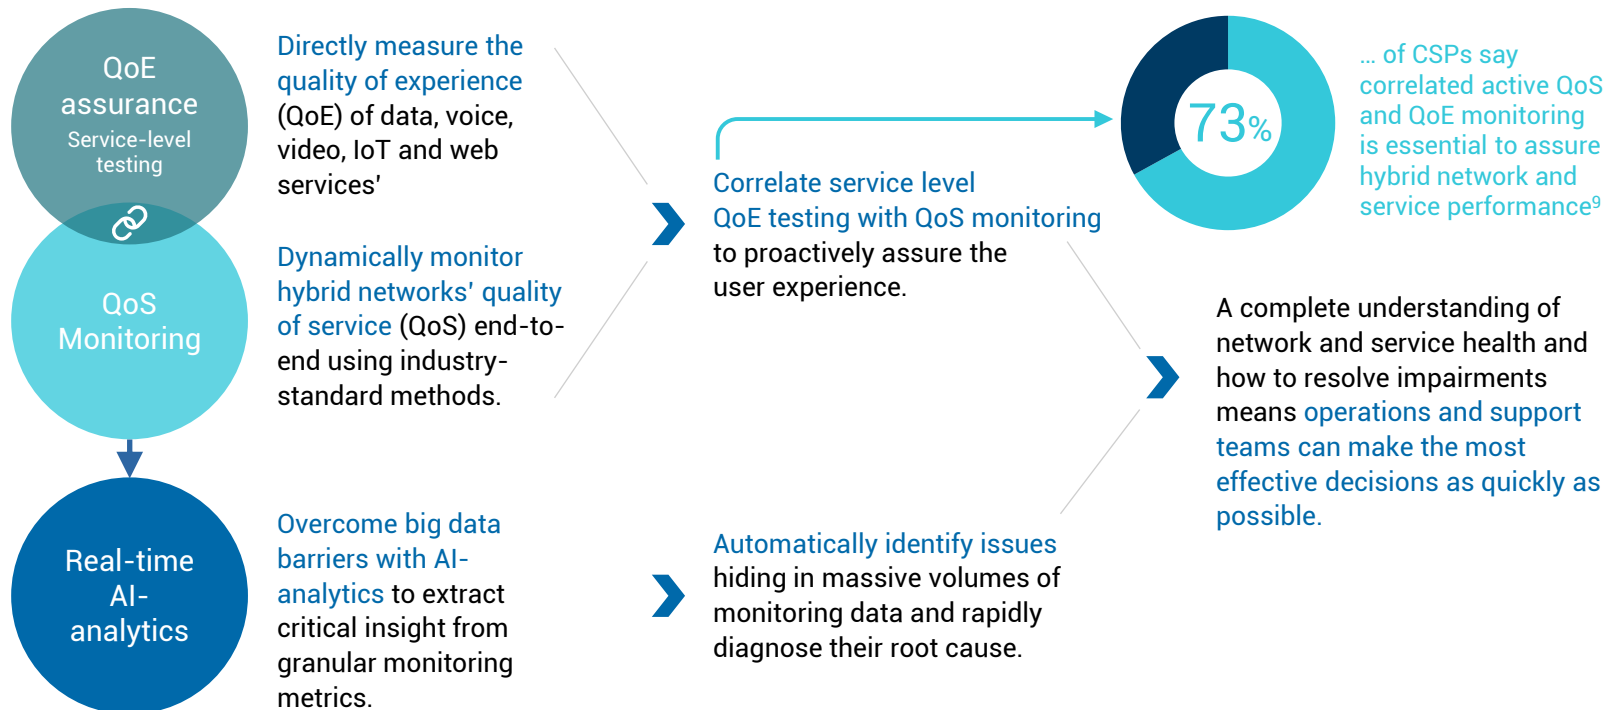 QoE
assurance
Service-level
testing
Directly measure the
quality of experience
(QoE) of data, voice,
video, IoT and web
services'
QoS
Monitoring
Dynamically monitor
hybrid networks' quality
of service (QoS) end-to-
end using industry-
standard methods.
Real-time
AI-
analytics
Overcome big data
barriers with AI-
analytics to extract
critical insight from
granular monitoring
metrics.
Correlate service level
QoE testing with QoS monitoring
to proactively assure the
user experience.
Automatically identify issues
hiding in massive volumes of
monitoring data and rapidly
diagnose their root cause.
73%
... of CSPs say
correlated active QoS
and QoE monitoring
is essential to assure
hybrid network and
service performance⁹
A complete understanding of
network and service health and
how to resolve impairments
means operations and support
teams can make the most
effective decisions as quickly as
possible.